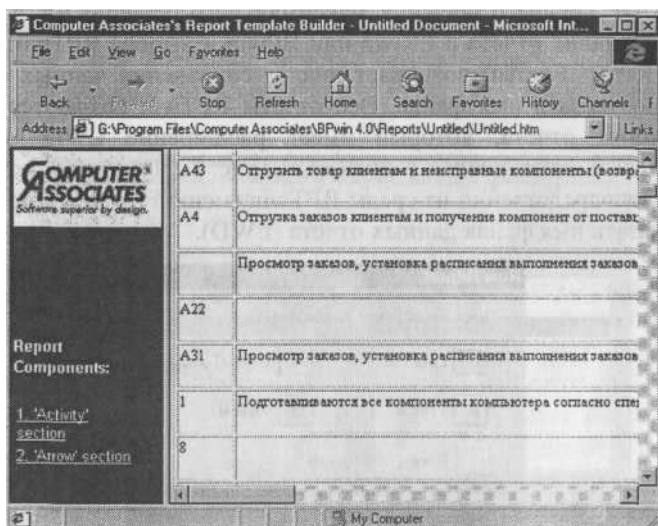 Computer Associates's Report Template Builder - Untitled Document - Microsoft Int...
File Edit View Go Favorites Help
Back Forward Stop Refresh Home Search Favorites History Channels
Address G:\Program Files\Computer Associates\BPwin 4.0\Reports\Untitled\Untitled.htm Links
COMPUTER ASSOCIATES
Software superior by design.
Report
Components:
1. 'Activity'
section
2. 'Arrow' section
A43 Отгрузить товар клиентам и неисправные компоненты (возвра
A4 Отгрузка заказов клиентам и получение компонент от поставщ
Просмотр заказов, установка расписания выполнения заказов
A22
A31 Просмотр заказов, установка расписания выполнения заказов
1 Подготавливаются все компоненты компьютера согласно спец
8
My Computer